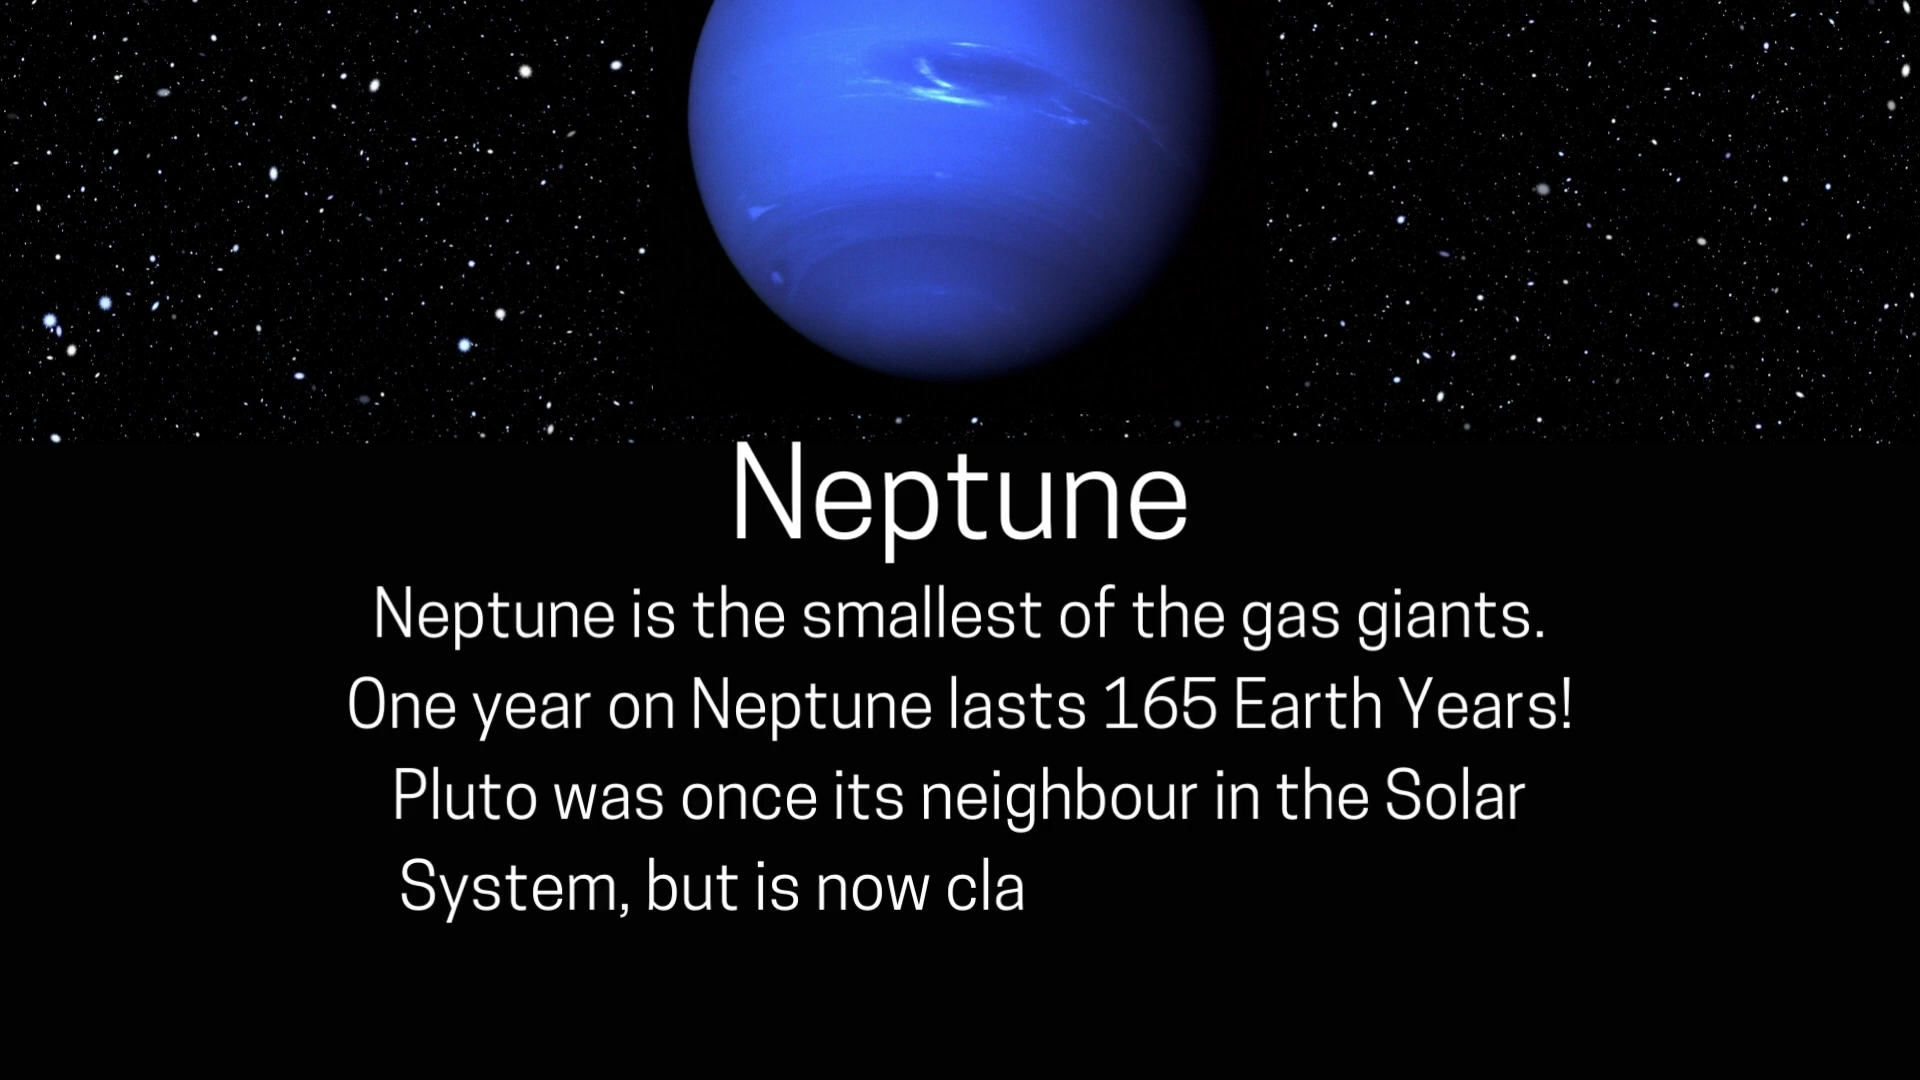 Neptune
Neptune is the smallest of the gas giants.
One year on Neptune lasts 165 Earth Years!
Pluto was once its neighbour in the Solar
System, but is now cla